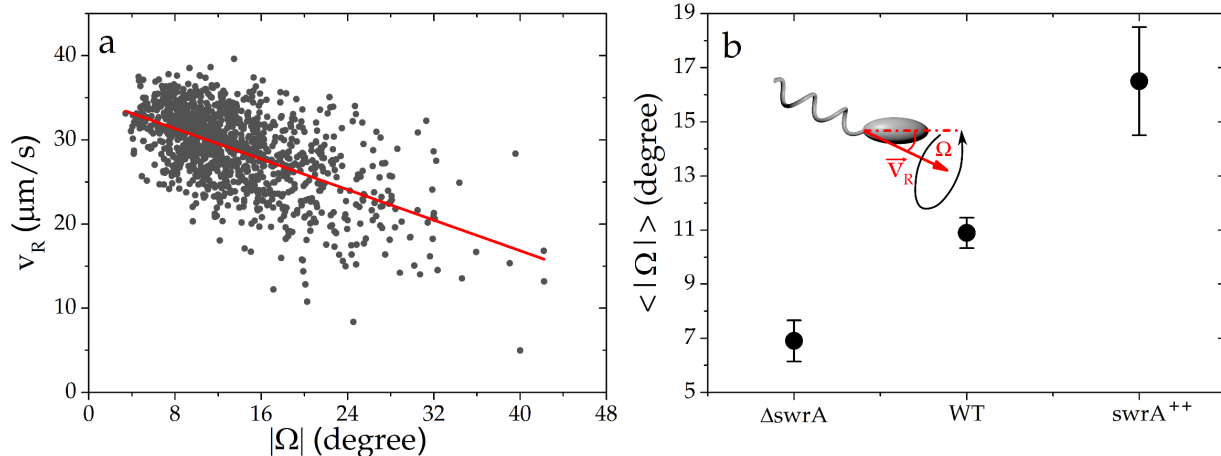 a
v_R (μm/s)
40
30
20
10
0
0 8 16 24 32 40 48
|Ω| (degree)
b
<|Ω|> (degree)
19
17
15
13
11
9
7
5
Ω
v_R
ΔswrA WT swrA⁺⁺